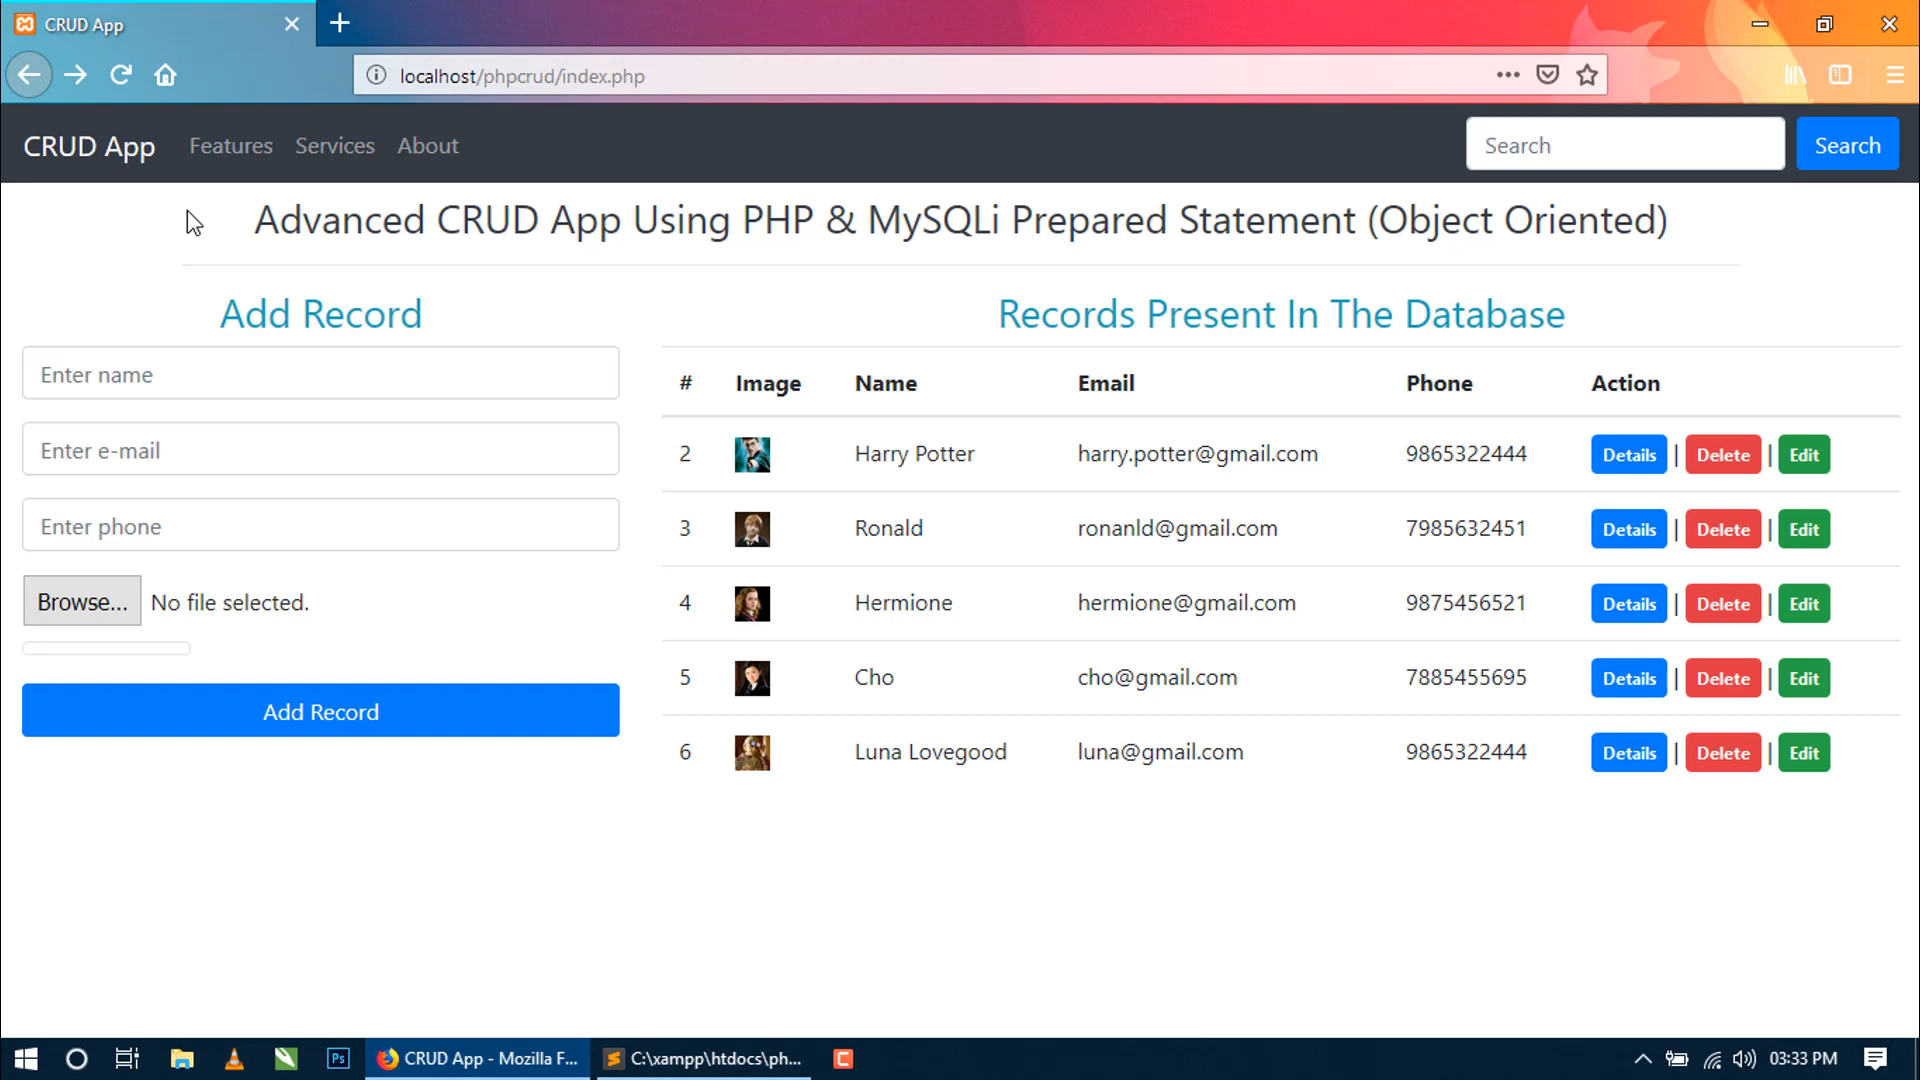 CRUD App
localhost/phpcrud/index.php
CRUD App Features Services About Search Search
Advanced CRUD App Using PHP & MySQLi Prepared Statement (Object Oriented)
Add Record
Enter name
Enter e-mail
Enter phone
Browse... No file selected.
Add Record
Records Present In The Database
# Image Name Email Phone Action
2 Harry Potter harry.potter@gmail.com 9865322444 Details | Delete | Edit
3 Ronald ronanld@gmail.com 7985632451 Details | Delete | Edit
4 Hermione hermione@gmail.com 9875456521 Details | Delete | Edit
5 Cho cho@gmail.com 7885455695 Details | Delete | Edit
6 Luna Lovegood luna@gmail.com 9865322444 Details | Delete | Edit
Ps CRUD App - Mozilla F... C:\xampp\htdocs\ph... C 03:33 PM